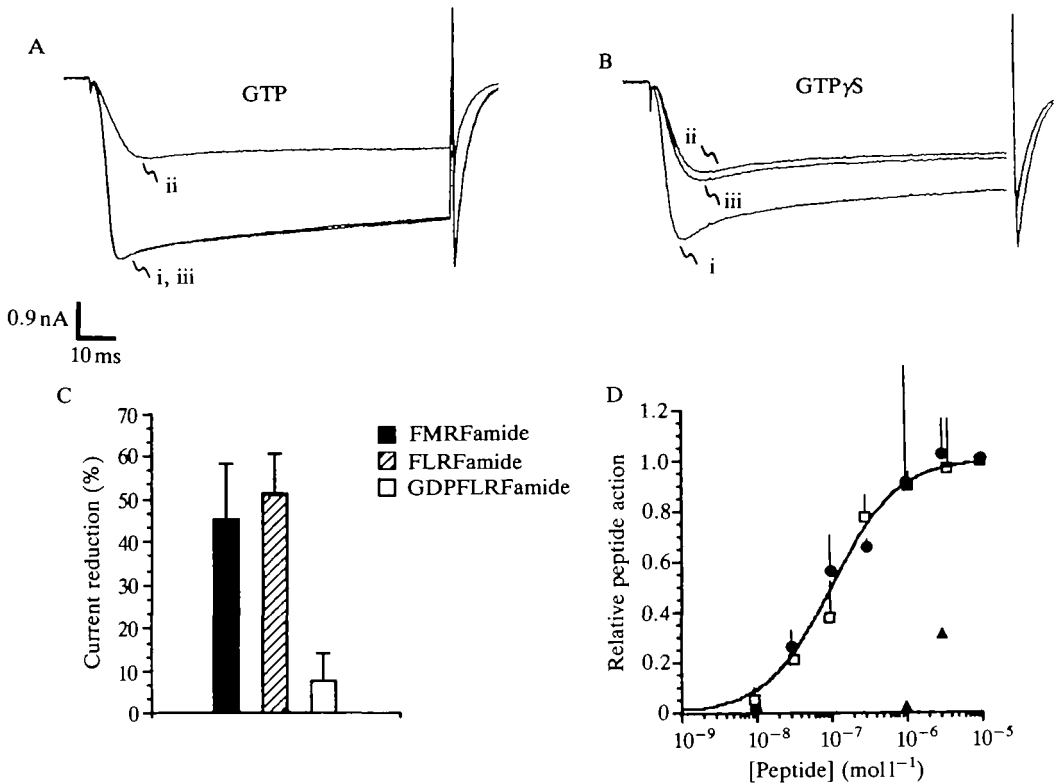 A
GTP
ii
i, iii
B
GTPγS
ii
iii
i
0.9 nA
10 ms
C
Current reduction (%)
70
60
50
40
30
20
10
0
FMRFamide
FLRFamide
GDPFLRFamide
D
Relative peptide action
1.2
1.0
0.8
0.6
0.4
0.2
0
10⁻⁹ 10⁻⁸ 10⁻⁷ 10⁻⁶ 10⁻⁵
[Peptide] (mol l⁻¹)